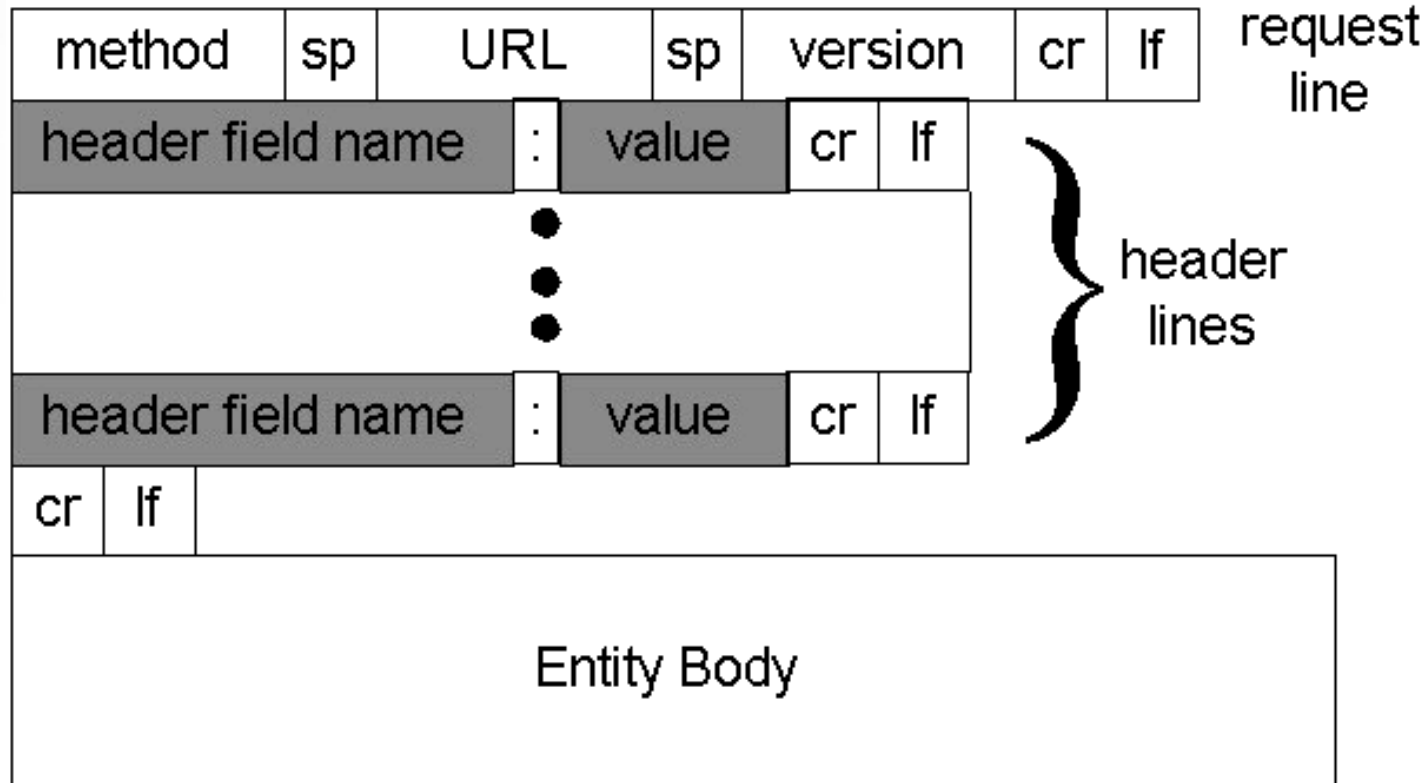 method sp URL sp version cr lf
request
line
header field name : value cr lf
header
lines
header field name : value cr lf
cr lf
Entity Body